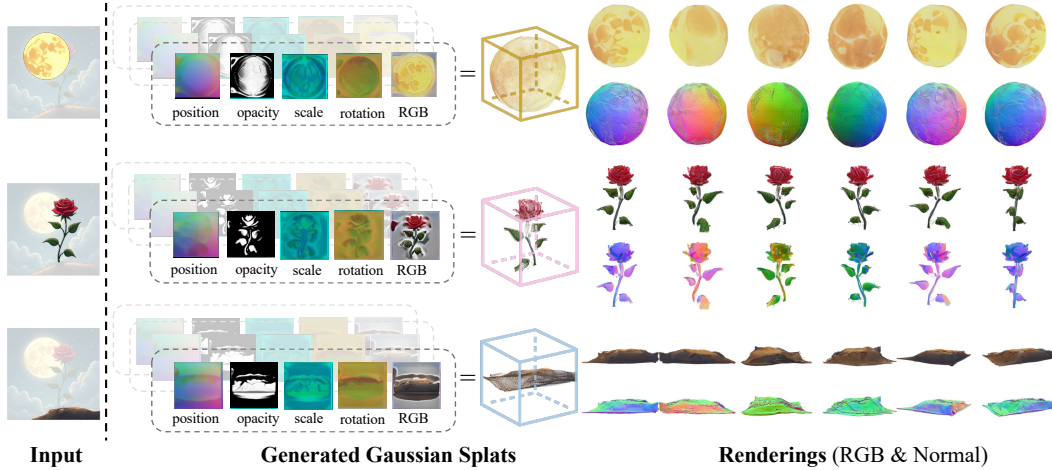 position opacity scale rotation RGB
=
position opacity scale rotation RGB
=
position opacity scale rotation RGB
=
Input Generated Gaussian Splats Renderings (RGB & Normal)